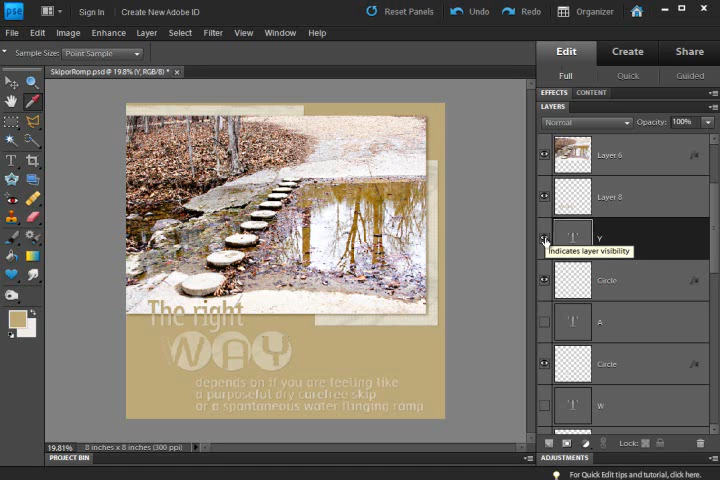 pse Sign In Create New Adobe ID Reset Panels Undo Redo Organizer
File Edit Image Enhance Layer Select Filter View Window Help
Sample Size: Point Sample
Edit Create Share
SkiporRomp.psd @ 19.8% (Y, RGB/8) * ×
Full Quick Guided
EFFECTS CONTENT
LAYERS
Normal Opacity: 100%
Layer 6
Layer 8
T Y
Indicates layer visibility
Circle
T A
Circle
T W
The right
WAY
depends on if you are feeling like
a purposeful dry carefree skip
or a spontaneous water flinging romp
19.81% 8 inches x 8 inches (300 ppi)
Lock:
PROJECT BIN
ADJUSTMENTS
For Quick Edit tips and tutorial, click here.